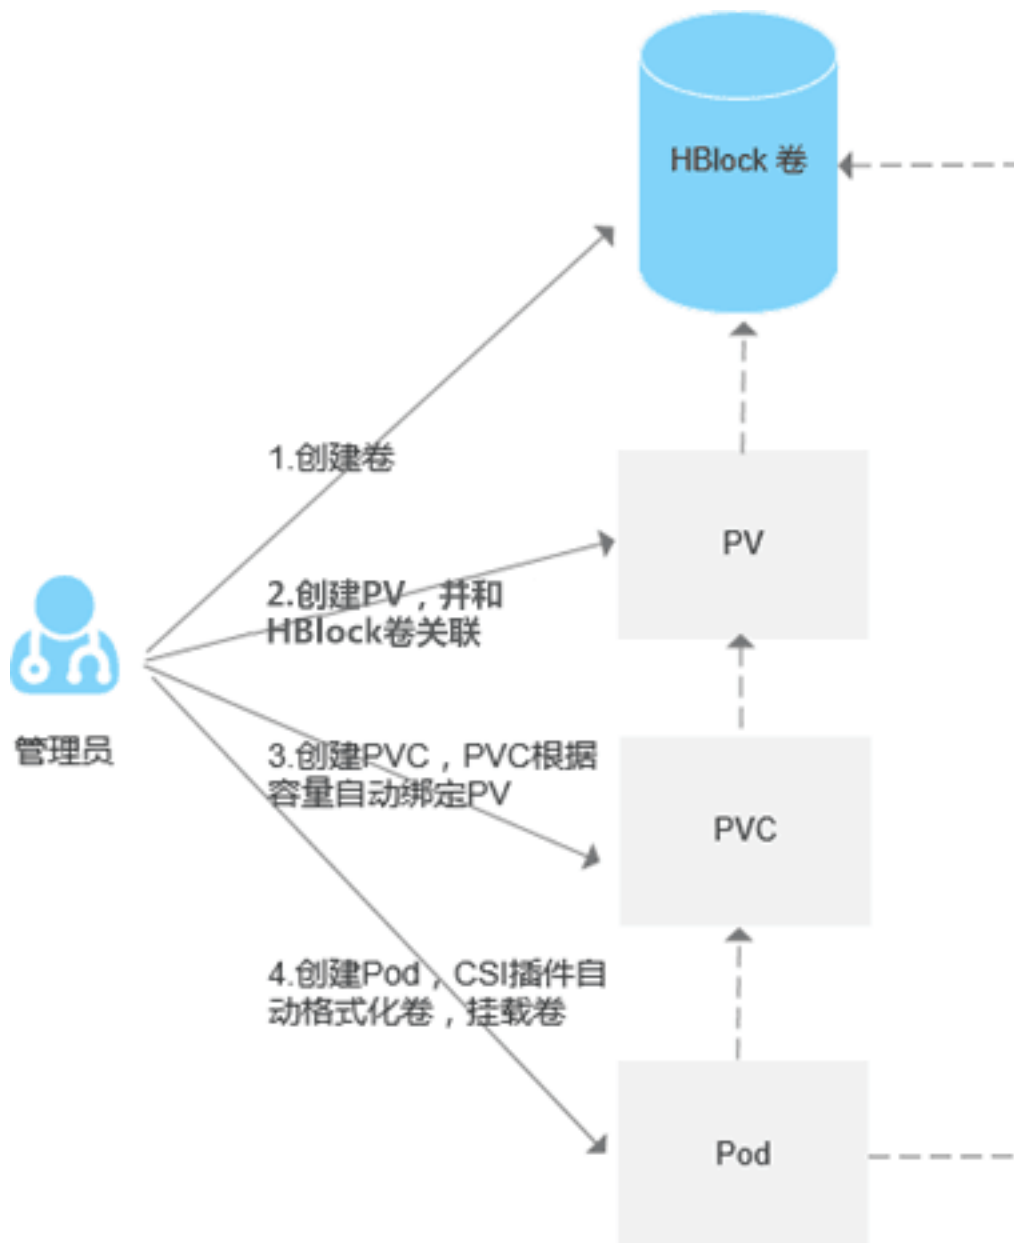 HBlock 卷
1.创建卷
PV
2.创建PV，并和
HBlock卷关联
管理员
3.创建PVC，PVC根据
容量自动绑定PV
PVC
4.创建Pod，CSI插件自
动格式化卷，挂载卷
Pod